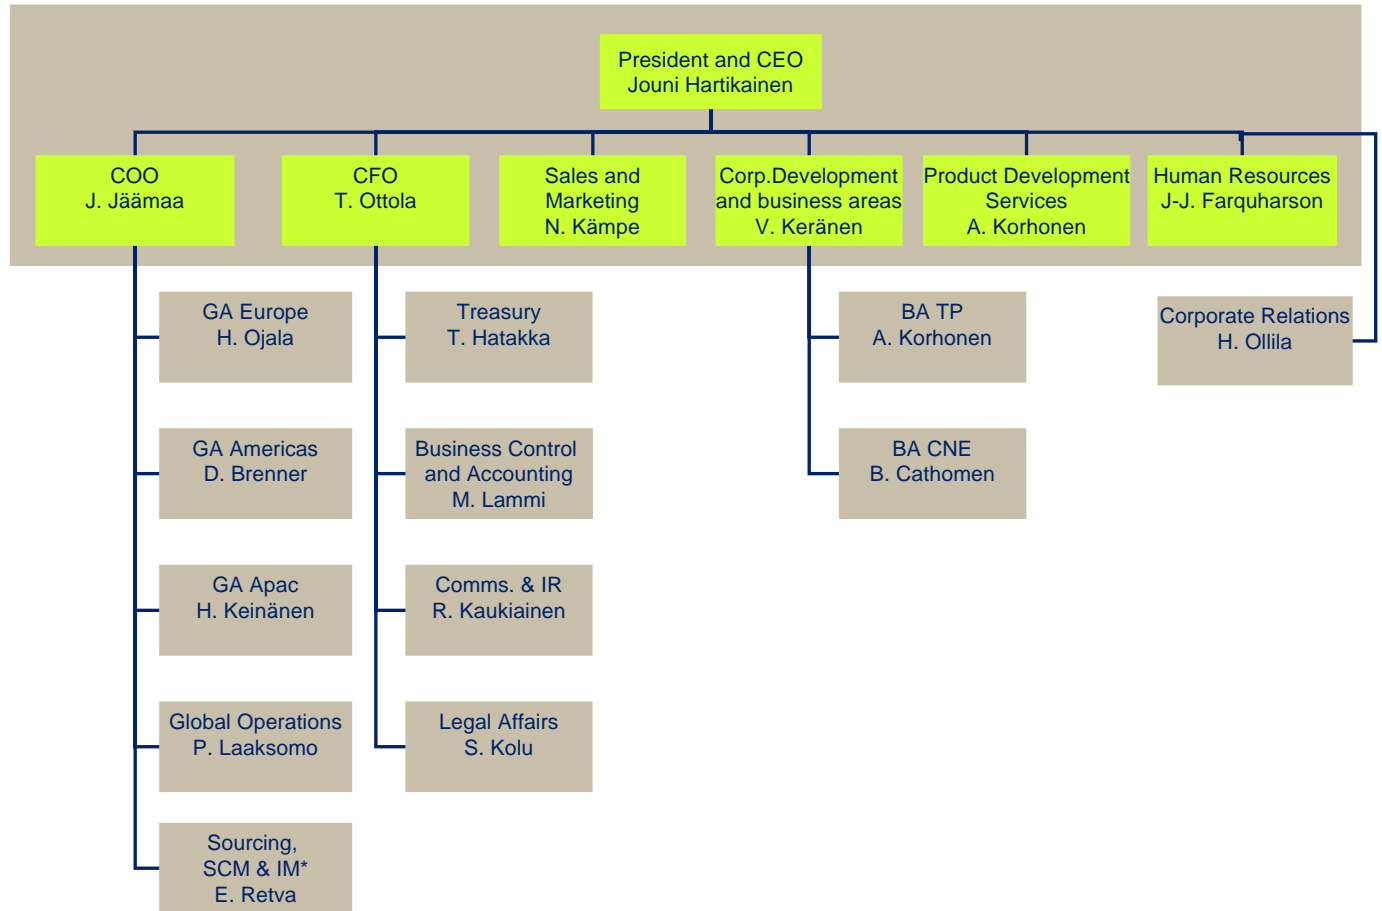 President and CEO
Jouni Hartikainen
COO
J. Jäämaa
CFO
T. Ottola
Sales and
Marketing
N. Kämpe
Corp.Development
and business areas
V. Keränen
Product Development
Services
A. Korhonen
Human Resources
J-J. Farquharson
GA Europe
H. Ojala
Treasury
T. Hatakka
BA TP
A. Korhonen
Corporate Relations
H. Ollila
GA Americas
D. Brenner
Business Control
and Accounting
M. Lammi
BA CNE
B. Cathomen
GA Apac
H. Keinänen
Comms. & IR
R. Kaukiainen
Global Operations
P. Laaksomo
Legal Affairs
S. Kolu
Sourcing,
SCM & IM*
E. Retva